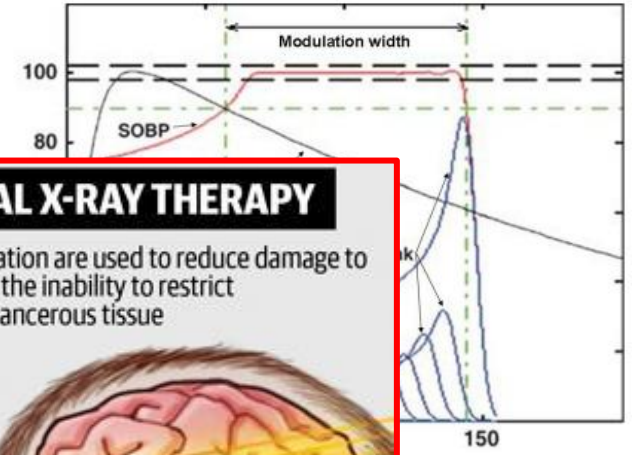 Modulation width
100
SOBP
80
AL X-RAY THERAPY
ation are used to reduce damage to
the inability to restrict
ancerous tissue
150